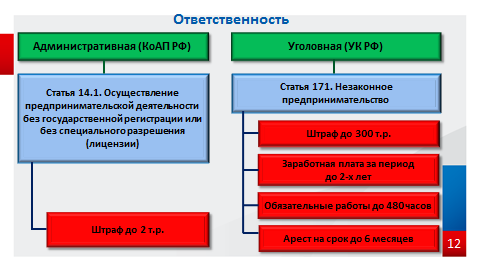 Ответственность
Административная (КоАП РФ)
Статья 14.1. Осуществление
предпринимательской деятельности
без государственной регистрации или
без специального разрешения
(лицензии)
Штраф до 2 т.р.
Уголовная (УК РФ)
Статья 171. Незаконное
предпринимательство
Штраф до 300 т.р.
Заработная плата за период
до 2-х лет
Обязательные работы до 480 часов
Арест на срок до 6 месяцев
12